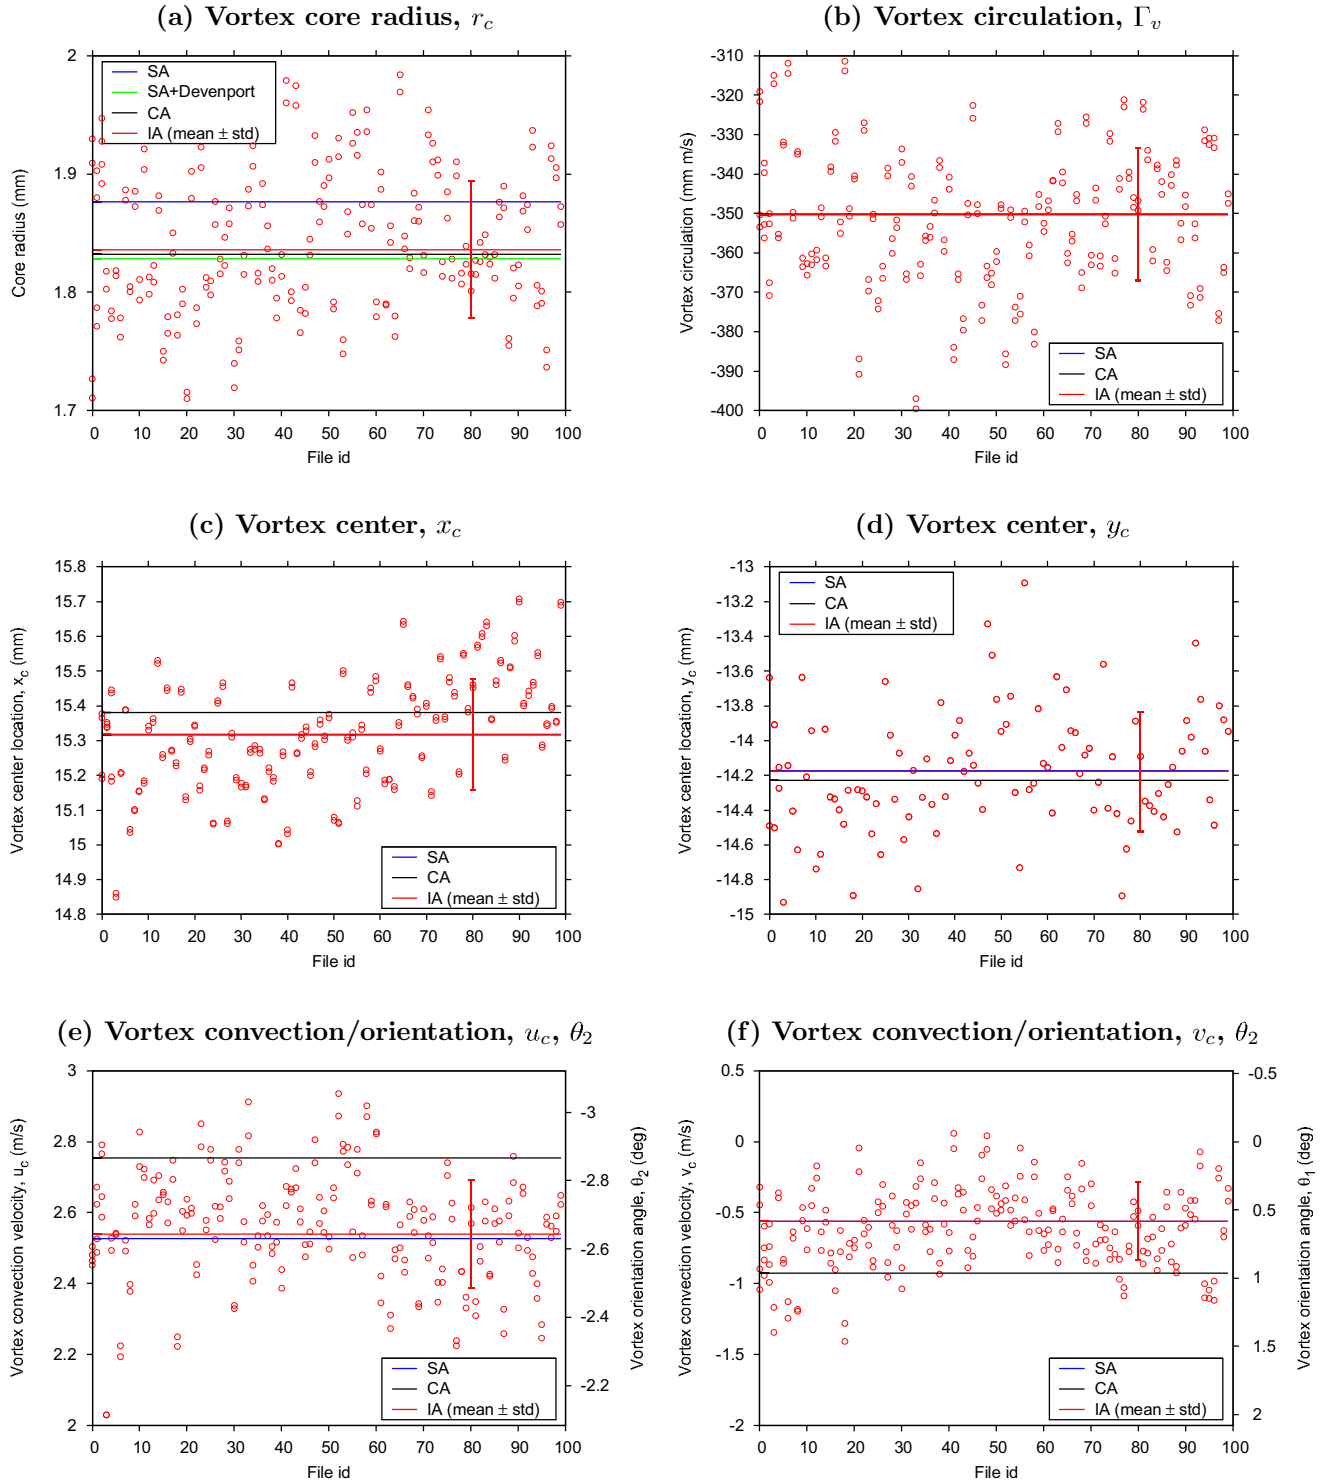 (a) Vortex core radius, r_c
2
1.9
1.8
1.7
Core radius (mm)
SA
SA+Devenport
CA
IA (mean ± std)
0 10 20 30 40 50 60 70 80 90 100
File id
(b) Vortex circulation, Γ_v
-310
-320
-330
-340
-350
-360
-370
-380
-390
-400
Vortex circulation (mm m/s)
SA
CA
IA (mean ± std)
0 10 20 30 40 50 60 70 80 90 100
File id
(c) Vortex center, x_c
15.8
15.7
15.6
15.5
15.4
15.3
15.2
15.1
15
14.9
14.8
Vortex center location, x_c (mm)
SA
CA
IA (mean ± std)
0 10 20 30 40 50 60 70 80 90 100
File id
(d) Vortex center, y_c
-13
-13.2
-13.4
-13.6
-13.8
-14
-14.2
-14.4
-14.6
-14.8
-15
Vortex center location, y_c (mm)
SA
CA
IA (mean ± std)
0 10 20 30 40 50 60 70 80 90 100
File id
(e) Vortex convection/orientation, u_c, θ_2
3
2.8
2.6
2.4
2.2
2
Vortex convection velocity, u_c (m/s)
-3
-2.8
-2.6
-2.4
-2.2
Vortex orientation angle, θ_2 (deg)
SA
CA
IA (mean ± std)
0 10 20 30 40 50 60 70 80 90 100
File id
(f) Vortex convection/orientation, v_c, θ_2
0.5
0
-0.5
-1
-1.5
-2
Vortex convection velocity, v_c (m/s)
-0.5
0
0.5
1
1.5
2
Vortex orientation angle, θ_1 (deg)
SA
CA
IA (mean ± std)
0 10 20 30 40 50 60 70 80 90 100
File id